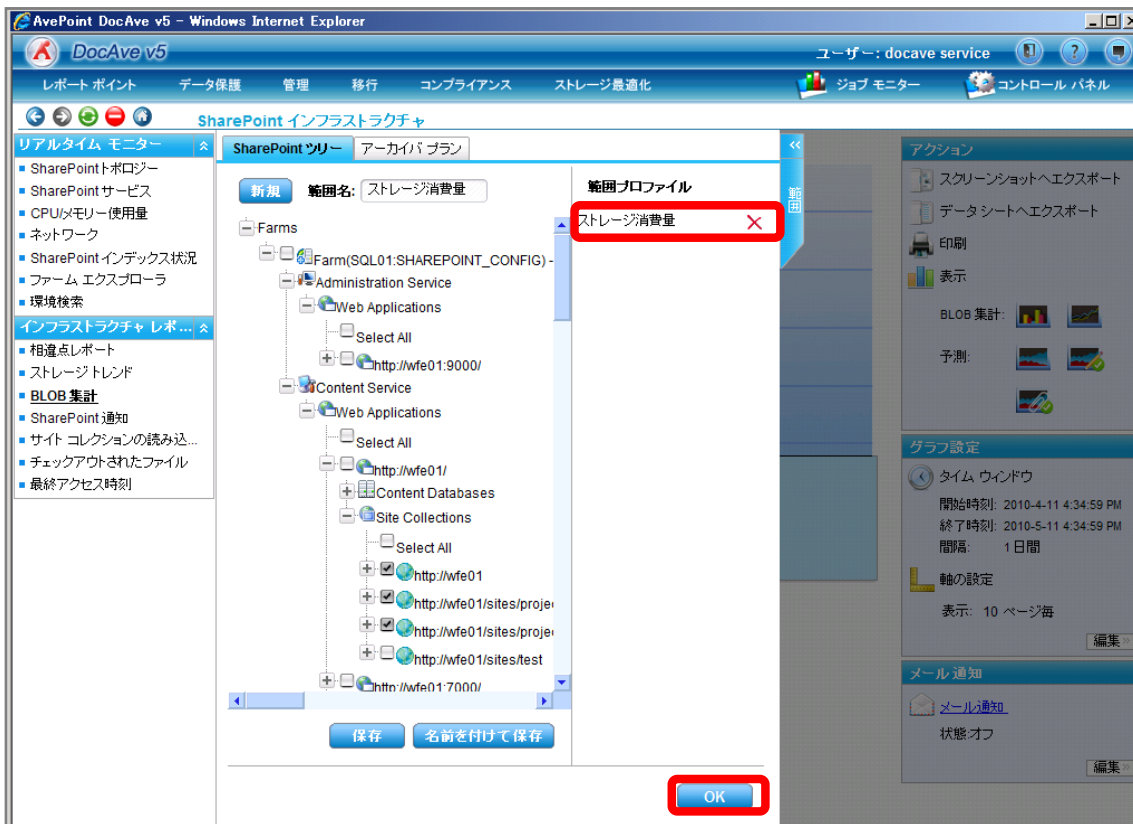 AvePoint DocAve v5 - Windows Internet Explorer
DocAve v5
ユーザー: docave service
レポート ポイント データ保護 管理 移行 コンプライアンス ストレージ最適化 ジョブ モニター コントロール パネル
SharePoint インフラストラクチャ
リアルタイム モニター
SharePointトポロジー
SharePoint サービス
CPU/メモリー使用量
ネットワーク
SharePoint インデックス状況
ファーム エクスプローラ
環境検索
インフラストラクチャ レポ...
相違点レポート
ストレージ トレンド
BLOB 集計
SharePoint 通知
サイト コレクションの読み込...
チェックアウトされたファイル
最終アクセス時刻
SharePoint ツリー アーカイバ プラン
新規 範囲名: ストレージ消費量
Farms
Farm(SQL01:SHAREPOINT_CONFIG) -
Administration Service
Web Applications
Select All
http://wfe01:9000/
Content Service
Web Applications
Select All
http://wfe01/
Content Databases
Site Collections
Select All
http://wfe01
http://wfe01/sites/proje
http://wfe01/sites/proje
http://wfe01/sites/test
http://wfe01:7000/
保存 名前を付けて保存
範囲プロファイル
ストレージ消費量
OK
範囲
アクション
スクリーンショットへエクスポート
データ シートへエクスポート
印刷
表示
BLOB 集計:
予測:
グラフ設定
タイム ウィンドウ
開始時刻: 2010-4-11 4:34:59 PM
終了時刻: 2010-5-11 4:34:59 PM
間隔: 1 日間
軸の設定
表示: 10 ページ毎
編集
メール 通知
メール通知
状態:オフ
編集